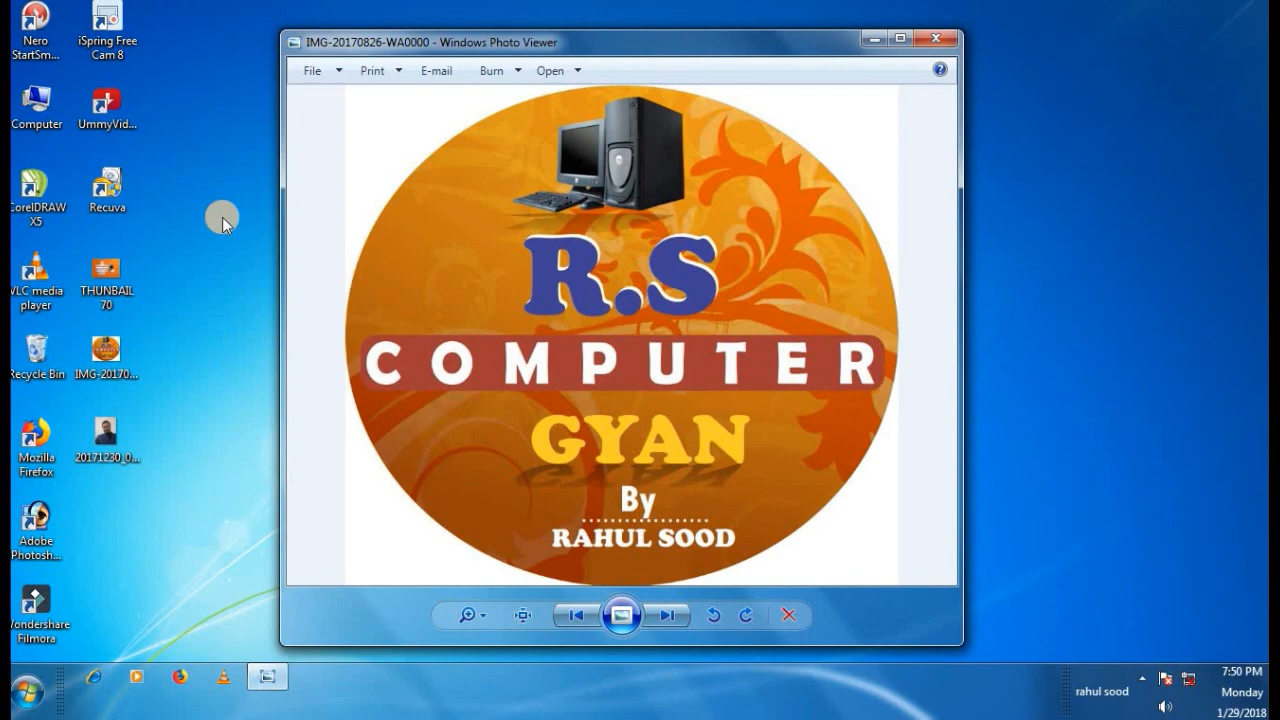 Nero
StartSm...
iSpring Free
Cam 8
Computer
UmmyVid...
CorelDRAW
X5
Recuva
VLC media
player
THUNBAIL
70
Recycle Bin
IMG-20170...
Mozilla
Firefox
20171230_0...
Adobe
Photosh...
Wondershare
Filmora
IMG-20170826-WA0000 - Windows Photo Viewer
File Print E-mail Burn Open
R.S
COMPUTER
GYAN
By
RAHUL SOOD
rahul sood
7:50 PM
Monday
1/29/2018